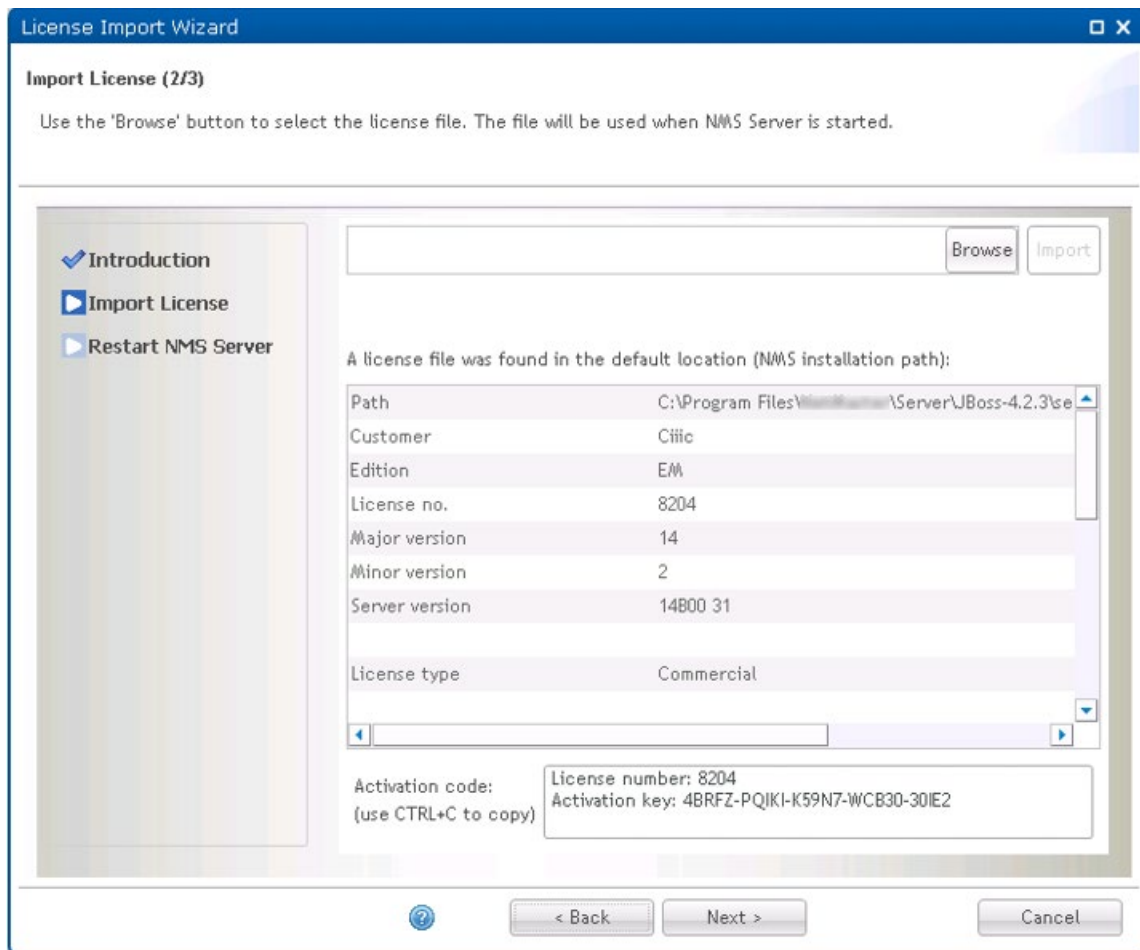 License Import Wizard
Import License (2/3)
Use the 'Browse' button to select the license file. The file will be used when NMS Server is started.
Introduction
Import License
Restart NMS Server
Browse Import
A license file was found in the default location (NMS installation path):
Path C:\Program Files\ \Server\JBoss-4.2.3\se
Customer Ciiic
Edition EM
License no. 8204
Major version 14
Minor version 2
Server version 14B00 31
License type Commercial
Activation code:
(use CTRL+C to copy)
License number: 8204
Activation key: 4BRFZ-PQIKI-K59N7-WCB30-30IE2
< Back Next > Cancel